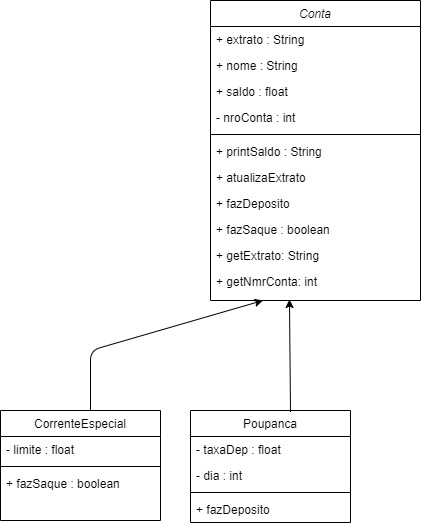 Conta
+ extrato : String
+ nome : String
+ saldo : float
- nroConta : int
+ printSaldo : String
+ atualizaExtrato
+ fazDeposito
+ fazSaque : boolean
+ getExtrato: String
+ getNmrConta: int
CorrenteEspecial
- limite : float
+ fazSaque : boolean
Poupanca
- taxaDep : float
- dia : int
+ fazDeposito